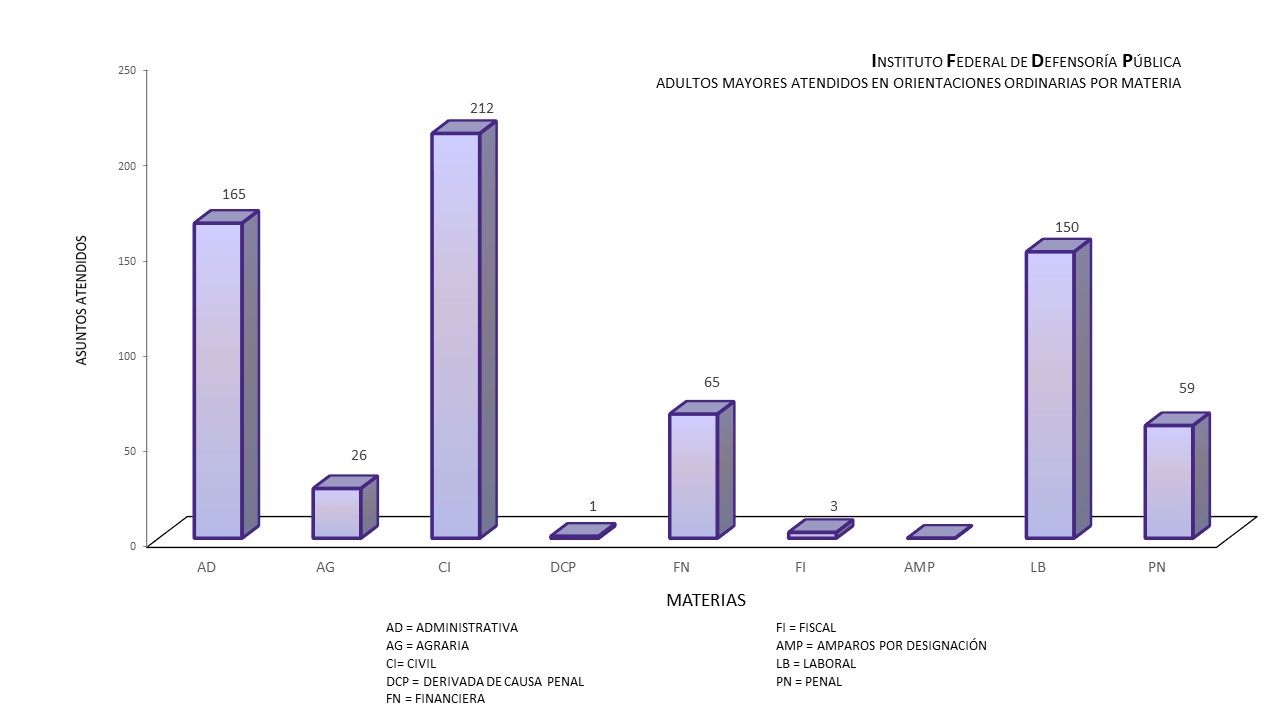 INSTITUTO FEDERAL DE DEFENSORÍA PÚBLICA
ADULTOS MAYORES ATENDIDOS EN ORIENTACIONES ORDINARIAS POR MATERIA
ASUNTOS ATENDIDOS
250
200
150
100
50
0
165
26
212
1
65
3
150
59
AD
AG
CI
DCP
FN
FI
AMP
LB
PN
MATERIAS
AD = ADMINISTRATIVA
AG = AGRARIA
CI= CIVIL
DCP = DERIVADA DE CAUSA PENAL
FN = FINANCIERA
FI = FISCAL
AMP = AMPAROS POR DESIGNACIÓN
LB = LABORAL
PN = PENAL